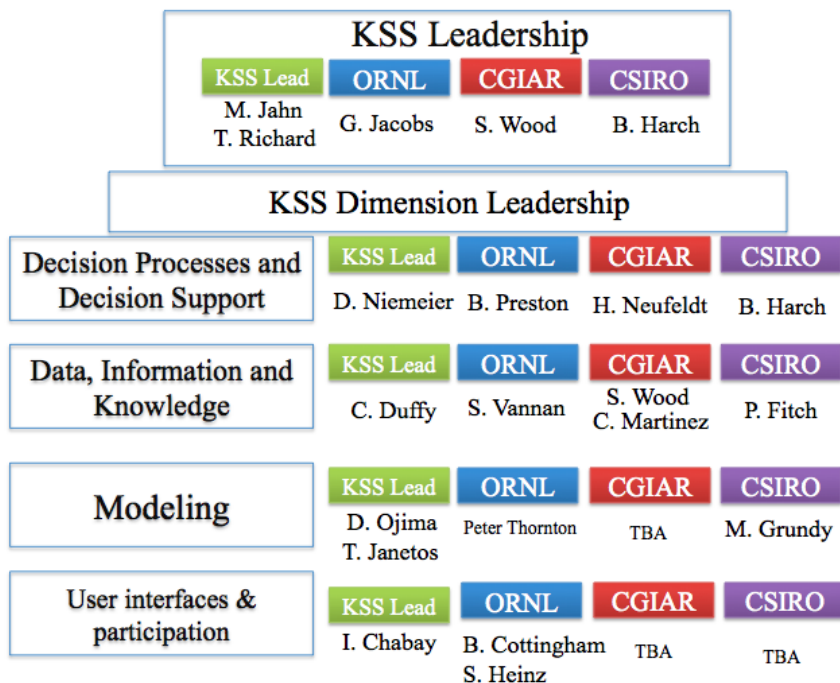 KSS Leadership
KSS Lead ORNL CGIAR CSIRO
M. Jahn
T. Richard
G. Jacobs
S. Wood
B. Harch
KSS Dimension Leadership
Decision Processes and
Decision Support
KSS Lead ORNL CGIAR CSIRO
D. Niemeier B. Preston H. Neufeldt B. Harch
Data, Information and
Knowledge
KSS Lead ORNL CGIAR CSIRO
C. Duffy
S. Vannan
S. Wood
C. Martinez
P. Fitch
Modeling
KSS Lead ORNL CGIAR CSIRO
D. Ojima
T. Janetos
Peter Thornton
TBA
M. Grundy
User interfaces &
participation
KSS Lead ORNL CGIAR CSIRO
I. Chabay
B. Cottingham
S. Heinz
TBA
TBA